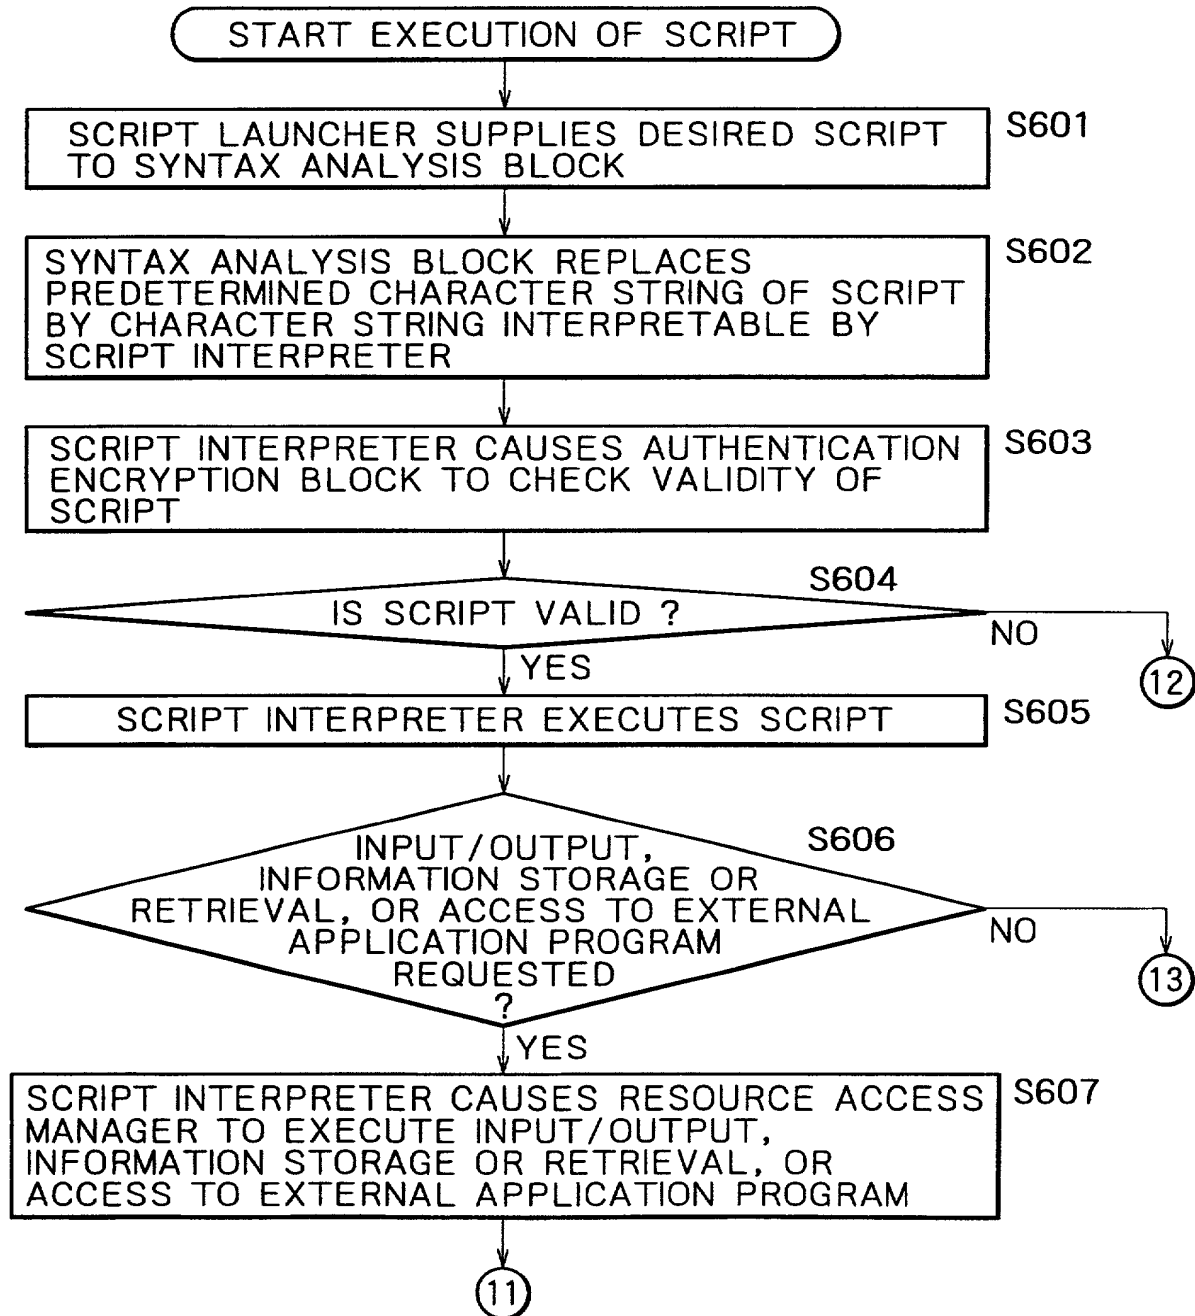 START EXECUTION OF SCRIPT
SCRIPT LAUNCHER SUPPLIES DESIRED SCRIPT
TO SYNTAX ANALYSIS BLOCK
S601
SYNTAX ANALYSIS BLOCK REPLACES
PREDETERMINED CHARACTER STRING OF SCRIPT
BY CHARACTER STRING INTERPRETABLE BY
SCRIPT INTERPRETER
S602
SCRIPT INTERPRETER CAUSES AUTHENTICATION
ENCRYPTION BLOCK TO CHECK VALIDITY OF
SCRIPT
S603
S604
IS SCRIPT VALID ?
NO
12
YES
SCRIPT INTERPRETER EXECUTES SCRIPT
S605
S606
INPUT/OUTPUT,
INFORMATION STORAGE OR
RETRIEVAL, OR ACCESS TO EXTERNAL
APPLICATION PROGRAM
REQUESTED
?
NO
13
YES
SCRIPT INTERPRETER CAUSES RESOURCE ACCESS
MANAGER TO EXECUTE INPUT/OUTPUT,
INFORMATION STORAGE OR RETRIEVAL, OR
ACCESS TO EXTERNAL APPLICATION PROGRAM
S607
11